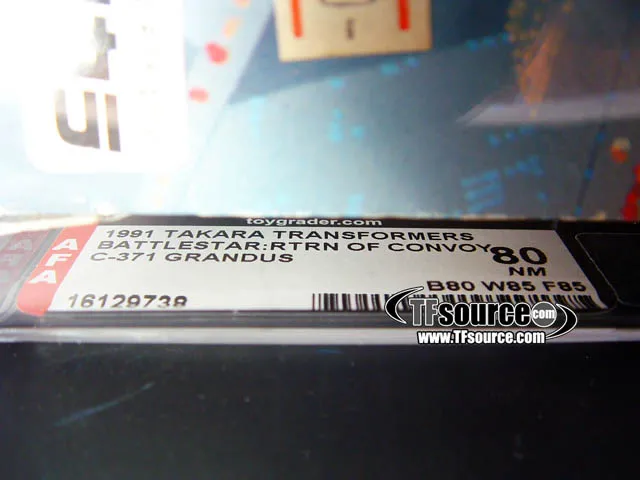 toygrader.com
AFA
1991 TAKARA TRANSFORMERS
BATTLESTAR:RTRN OF CONVOY
C-371 GRANDUS
80
NM
B80 W85 F85
16129739
TFsource.com
www.TFsource.com